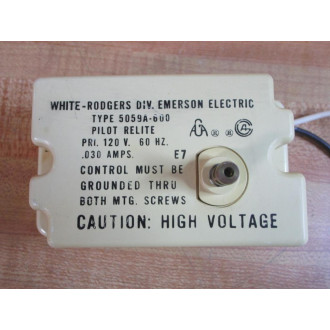 WHITE-RODGERS DIV. EMERSON ELECTRIC
TYPE 5059A-600
PILOT RELITE
PRI. 120 V. 60 HZ.
.030 AMPS. E7
CONTROL MUST BE
GROUNDED THRU
BOTH MTG. SCREWS
CAUTION: HIGH VOLTAGE